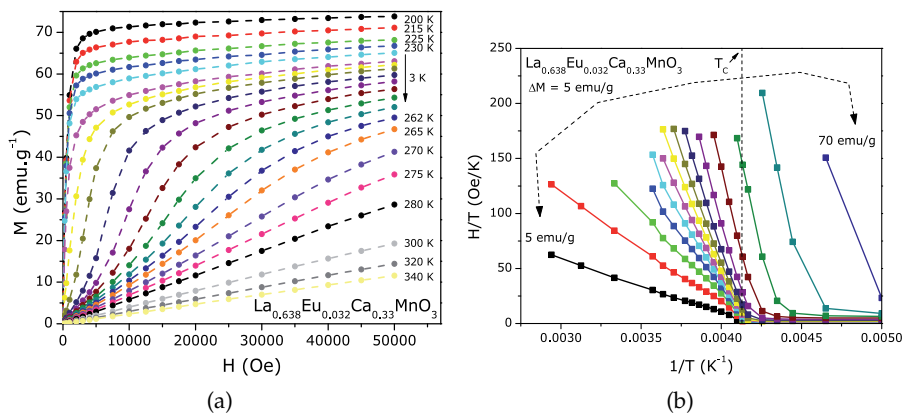 70
60
50
40
30
20
10
0
M (emu.g⁻¹)
200 K
215 K
225 K
230 K
3 K
262 K
265 K
270 K
275 K
280 K
300 K
320 K
340 K
La₀.₆₃₈Eu₀.₀₃₂Ca₀.₃₃MnO₃
0 10000 20000 30000 40000 50000
H (Oe)
(a)
250
200
150
100
50
0
H/T (Oe/K)
La₀.₆₃₈Eu₀.₀₃₂Ca₀.₃₃MnO₃
ΔM = 5 emu/g
T_C
70 emu/g
5 emu/g
0.0030 0.0035 0.0040 0.0045 0.0050
1/T (K⁻¹)
(b)